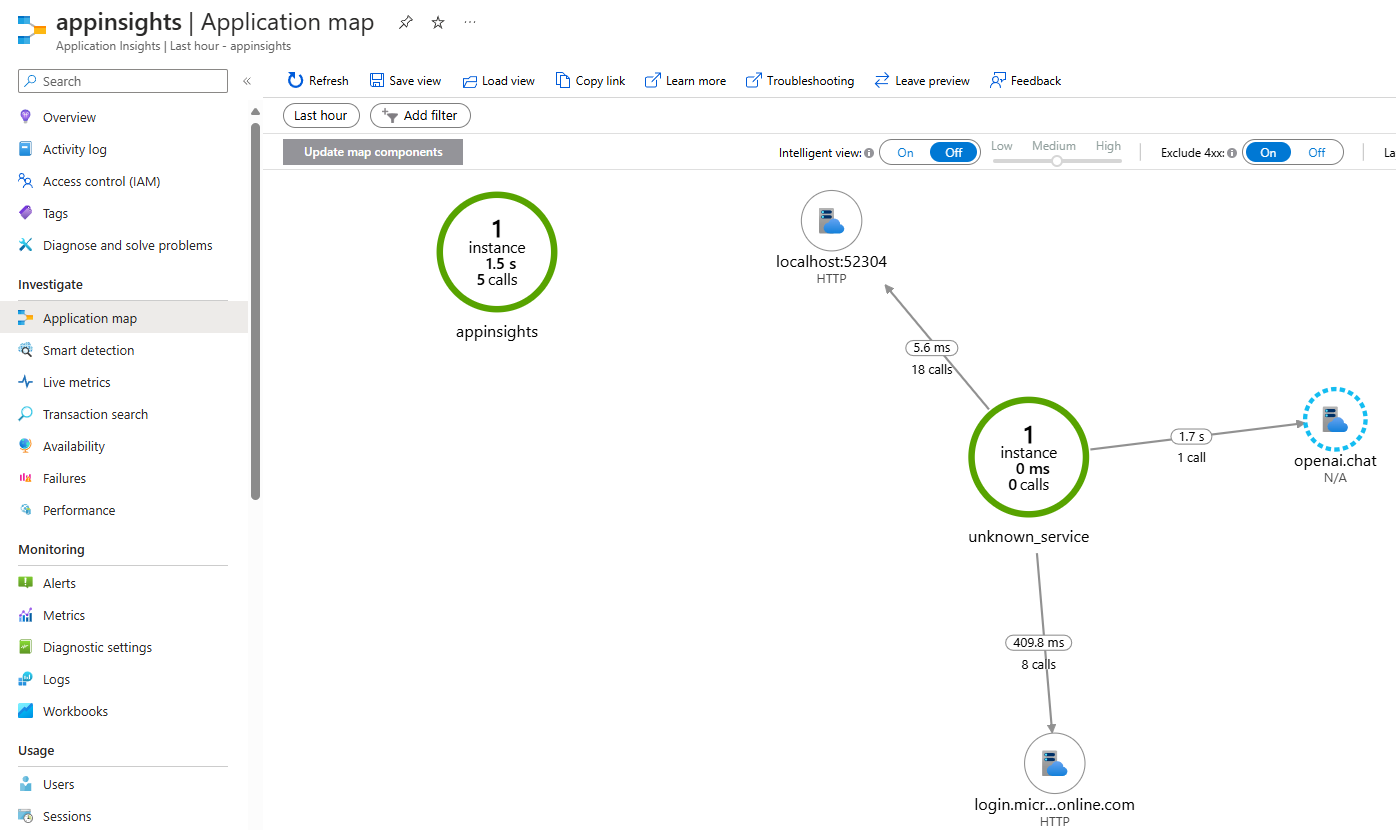 appinsights | Application map
Application Insights | Last hour - appinsights
Search
Overview
Activity log
Access control (IAM)
Tags
Diagnose and solve problems
Investigate
Application map
Smart detection
Live metrics
Transaction search
Availability
Failures
Performance
Monitoring
Alerts
Metrics
Diagnostic settings
Logs
Workbooks
Usage
Users
Sessions
Refresh
Save view
Load view
Copy link
Learn more
Troubleshooting
Leave preview
Feedback
Last hour
Add filter
Update map components
Intelligent view:
On
Off
Low
Medium
High
Exclude 4xx:
On
Off
La
1
instance
1.5 s
5 calls
appinsights
localhost:52304
HTTP
5.6 ms
18 calls
1
instance
0 ms
0 calls
unknown_service
1.7 s
1 call
openai.chat
N/A
409.8 ms
8 calls
login.micr...online.com
HTTP